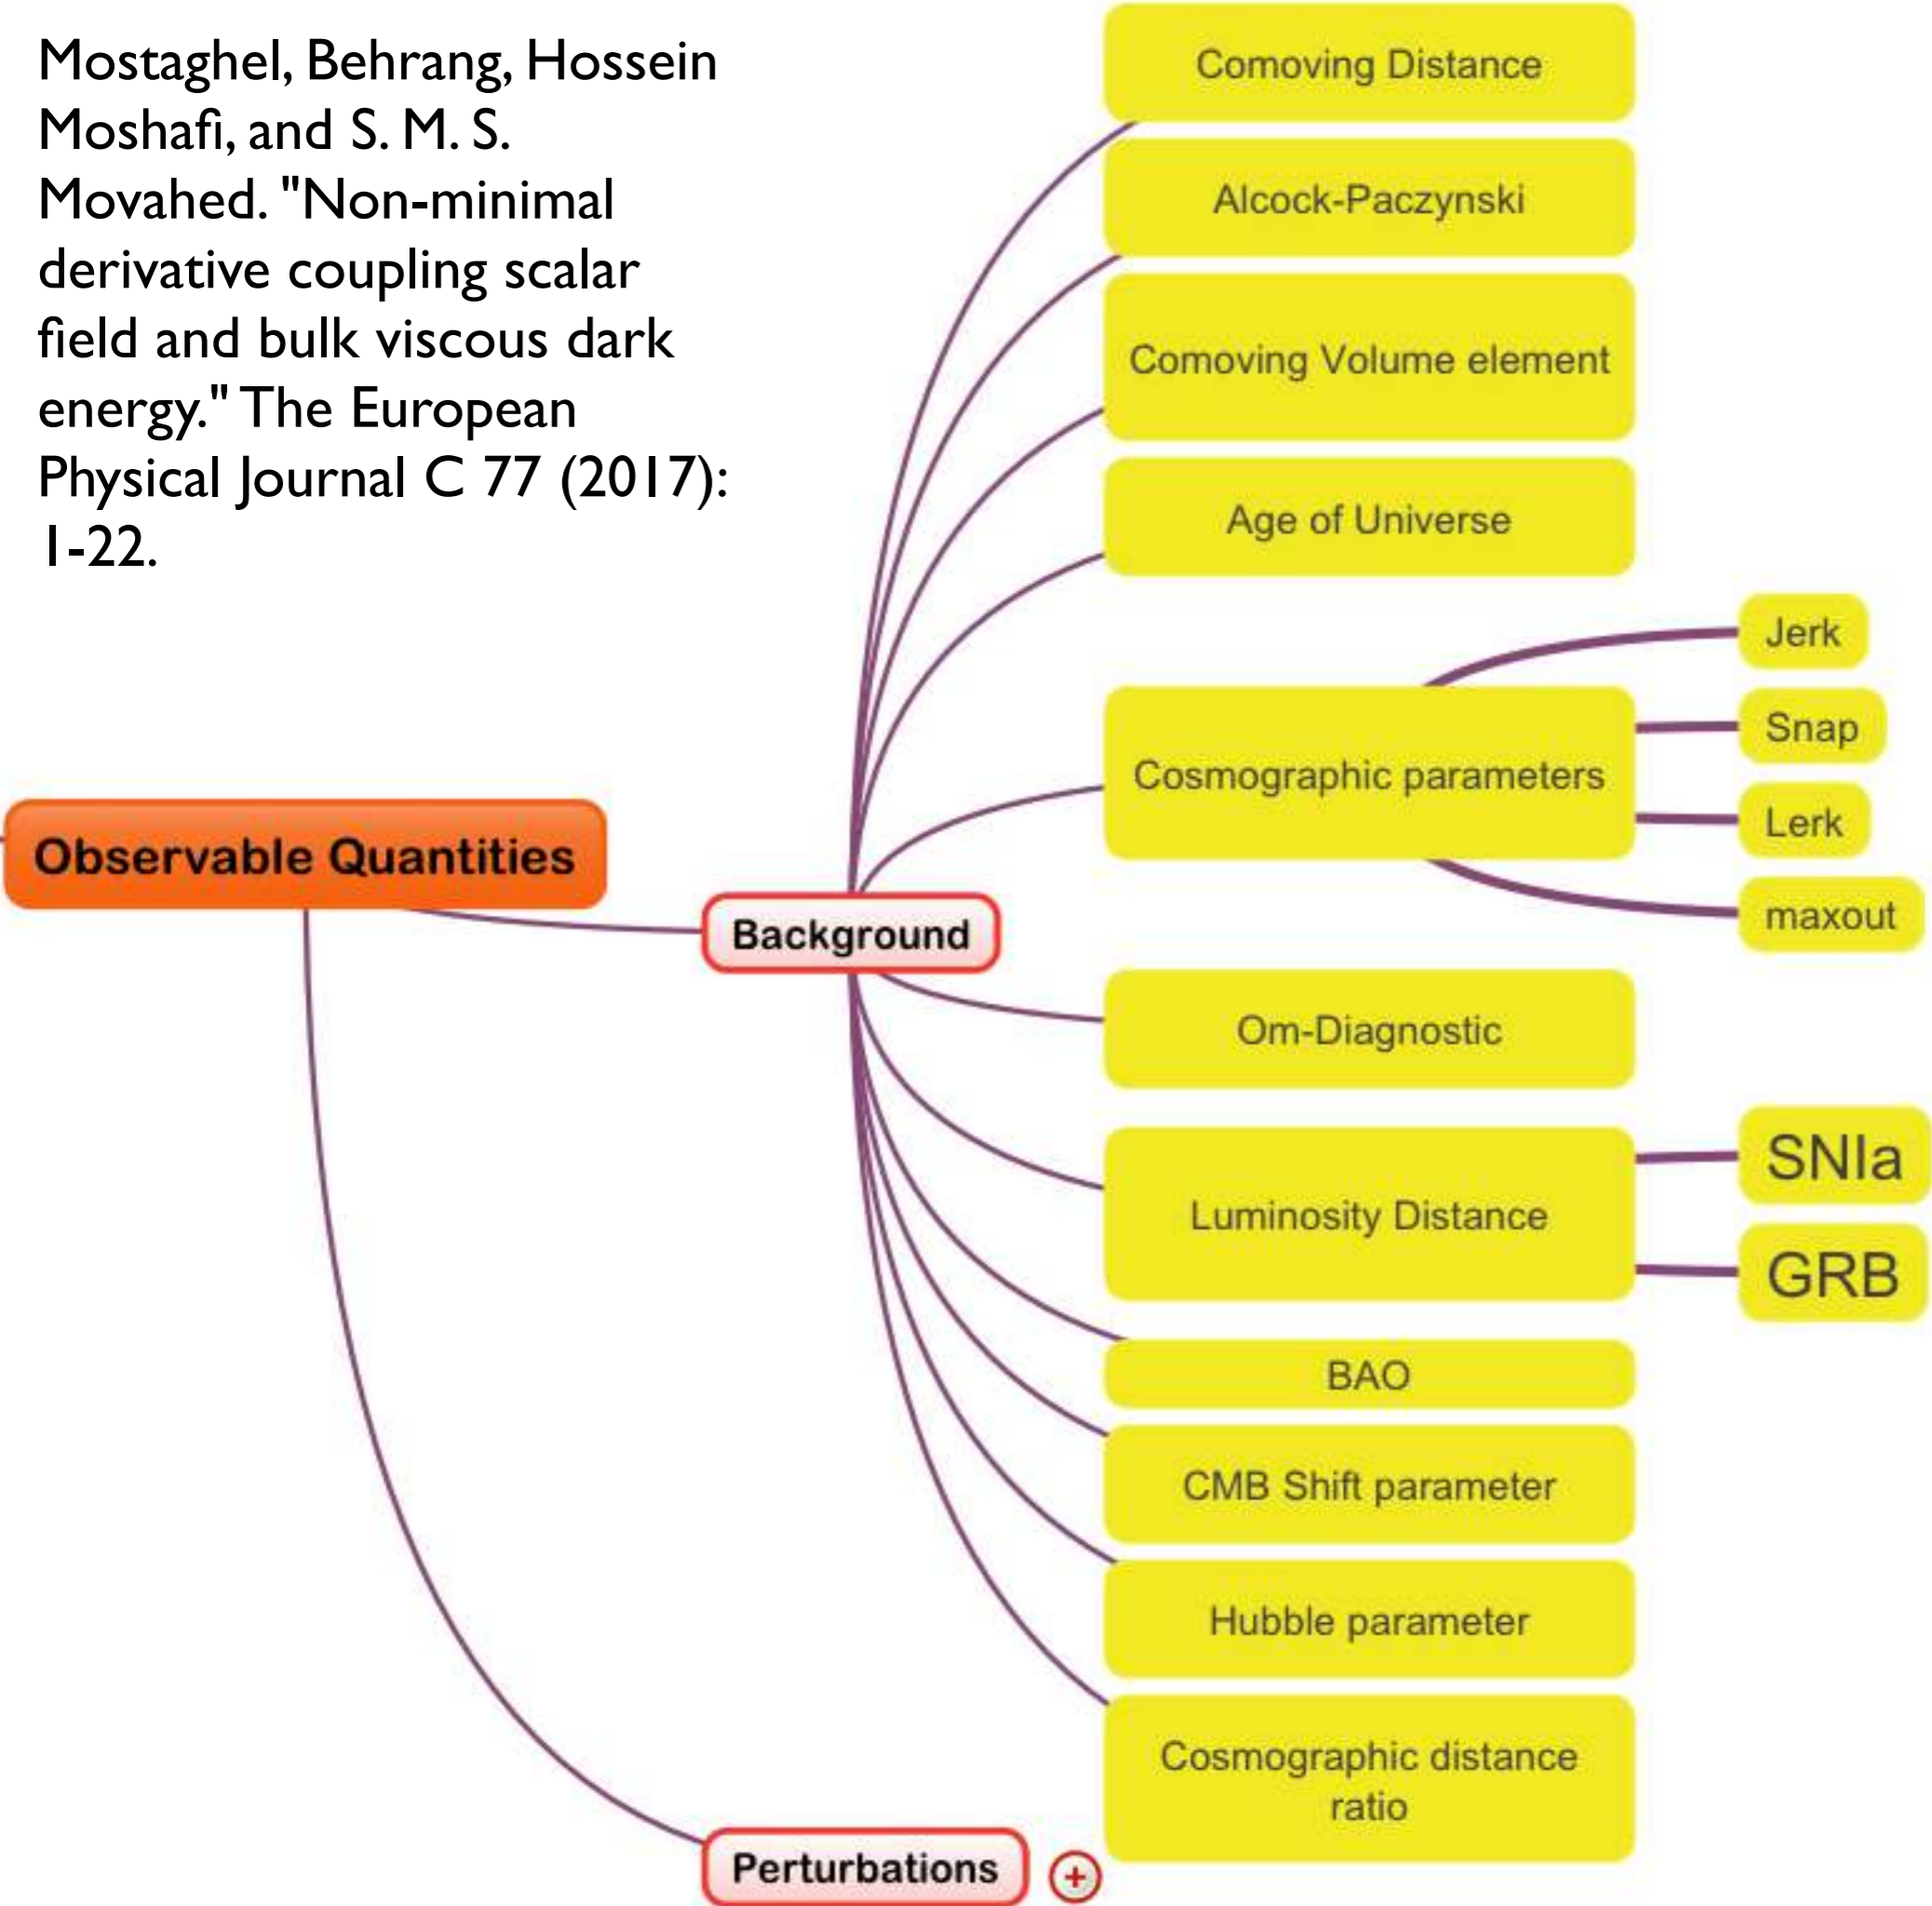 Mostaghel, Behrang, Hossein
Moshafi, and S. M. S.
Movahed. "Non-minimal
derivative coupling scalar
field and bulk viscous dark
energy." The European
Physical Journal C 77 (2017):
1-22.
Observable Quantities
Background
Perturbations
Comoving Distance
Alcock-Paczynski
Comoving Volume element
Age of Universe
Cosmographic parameters
Jerk
Snap
Lerk
maxout
Om-Diagnostic
Luminosity Distance
SNIa
GRB
BAO
CMB Shift parameter
Hubble parameter
Cosmographic distance
ratio